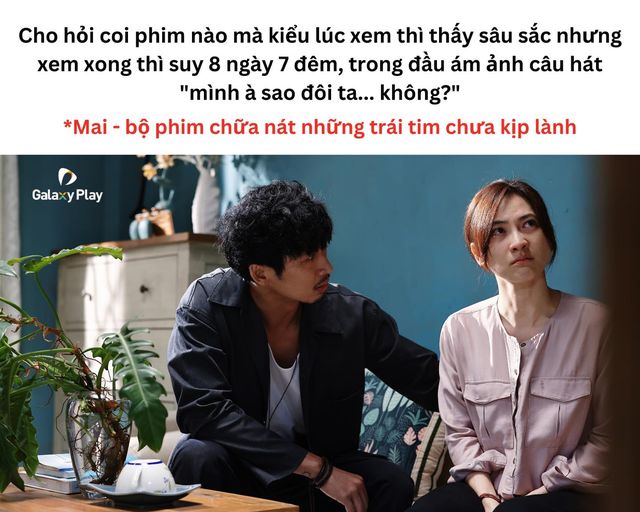 Cho hỏi coi phim nào mà kiểu lúc xem thì thấy sâu sắc nhưng
xem xong thì suy 8 ngày 7 đêm, trong đầu ám ảnh câu hát
"mình à sao đôi ta... không?"
*Mai - bộ phim chữa nát những trái tim chưa kịp lành
Galaxy Play